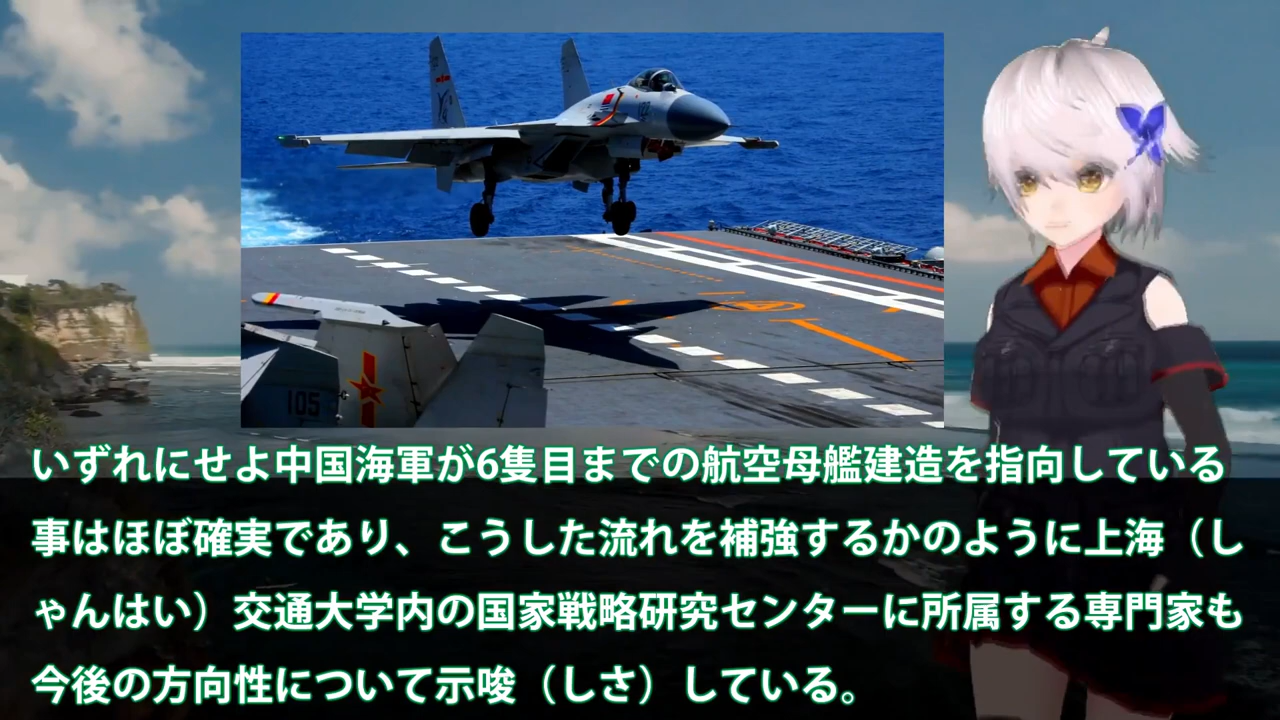 105
いずれにせよ中国海軍が6隻目までの航空母艦建造を指向している
事はほぼ確実であり、こうした流れを補強するかのように上海（し
ゃんはい）交通大学内の国家戦略研究センターに所属する専門家も
今後の方向性について示唆（しさ）している。